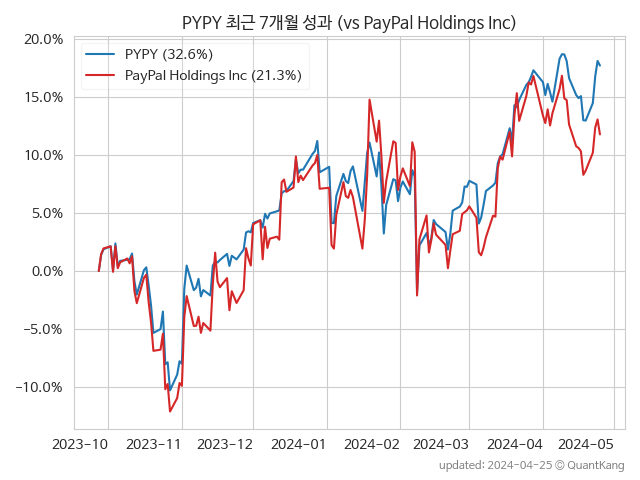 PYPY 최근 7개월 성과 (vs PayPal Holdings Inc)
PYPY (32.6%)
PayPal Holdings Inc (21.3%)
20.0%
15.0%
10.0%
5.0%
0.0%
−5.0%
−10.0%
2023-10 2023-11 2023-12 2024-01 2024-02 2024-03 2024-04 2024-05
updated: 2024-04-25 © QuantKang